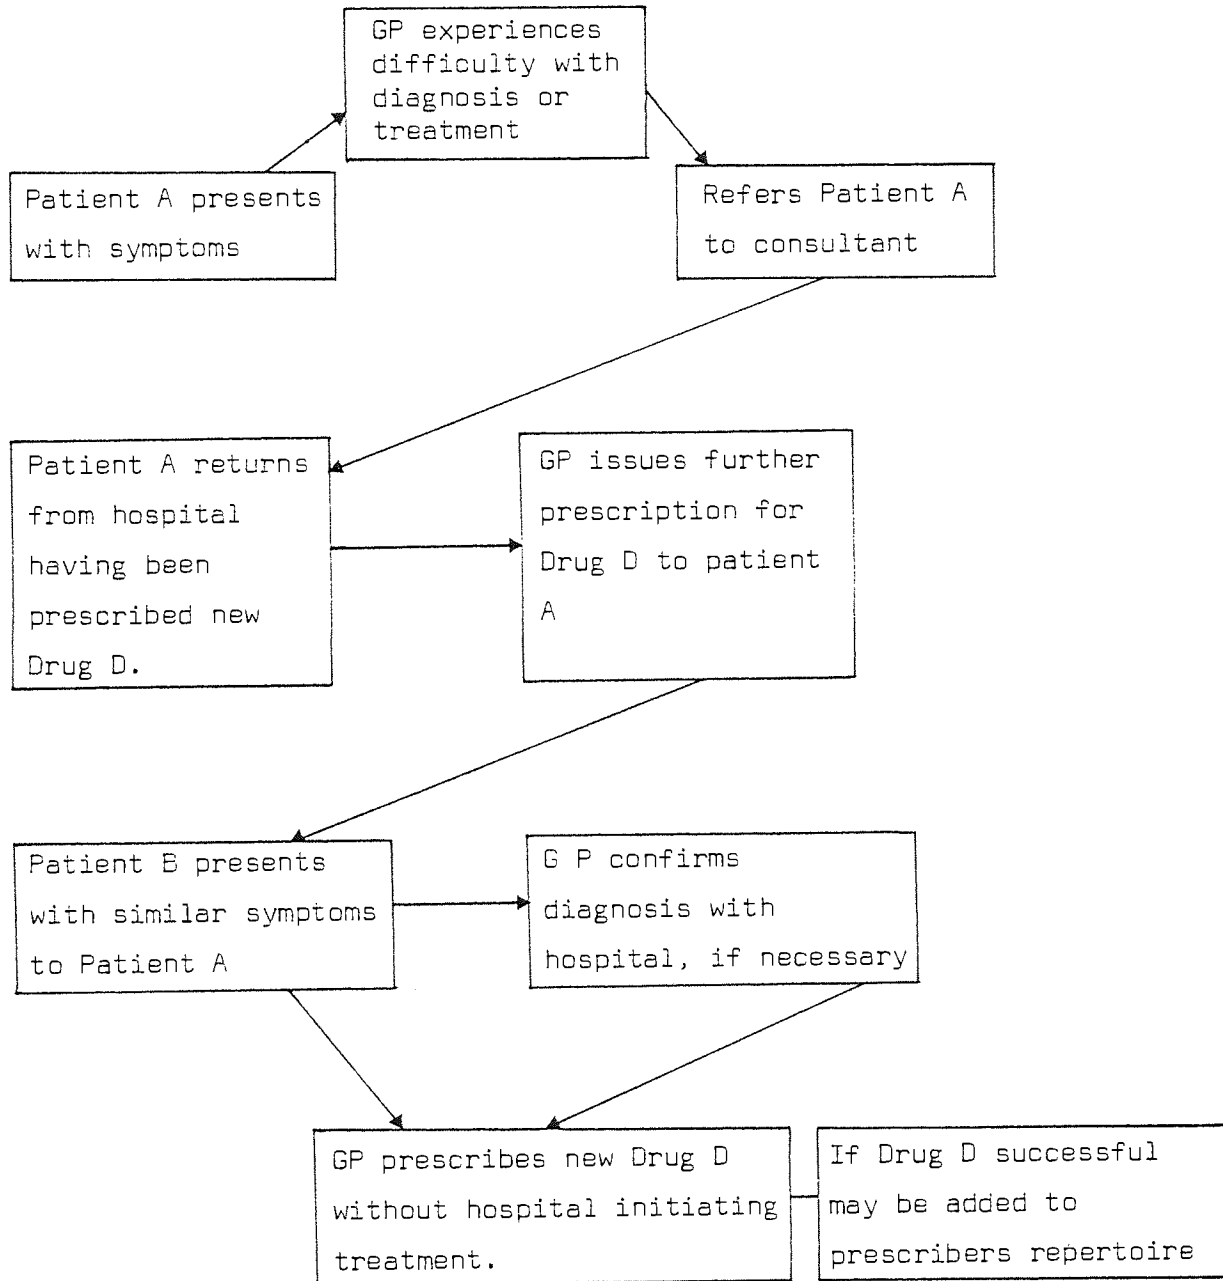 GP experiences
difficulty with
diagnosis or
treatment
Patient A presents
with symptoms
Refers Patient A
to consultant
Patient A returns
from hospital
having been
prescribed new
Drug D.
GP issues further
prescription for
Drug D to patient
A
Patient B presents
with similar symptoms
to Patient A
G P confirms
diagnosis with
hospital, if necessary
GP prescribes new Drug D
without hospital initiating
treatment.
If Drug D successful
may be added to
prescribers repertoire